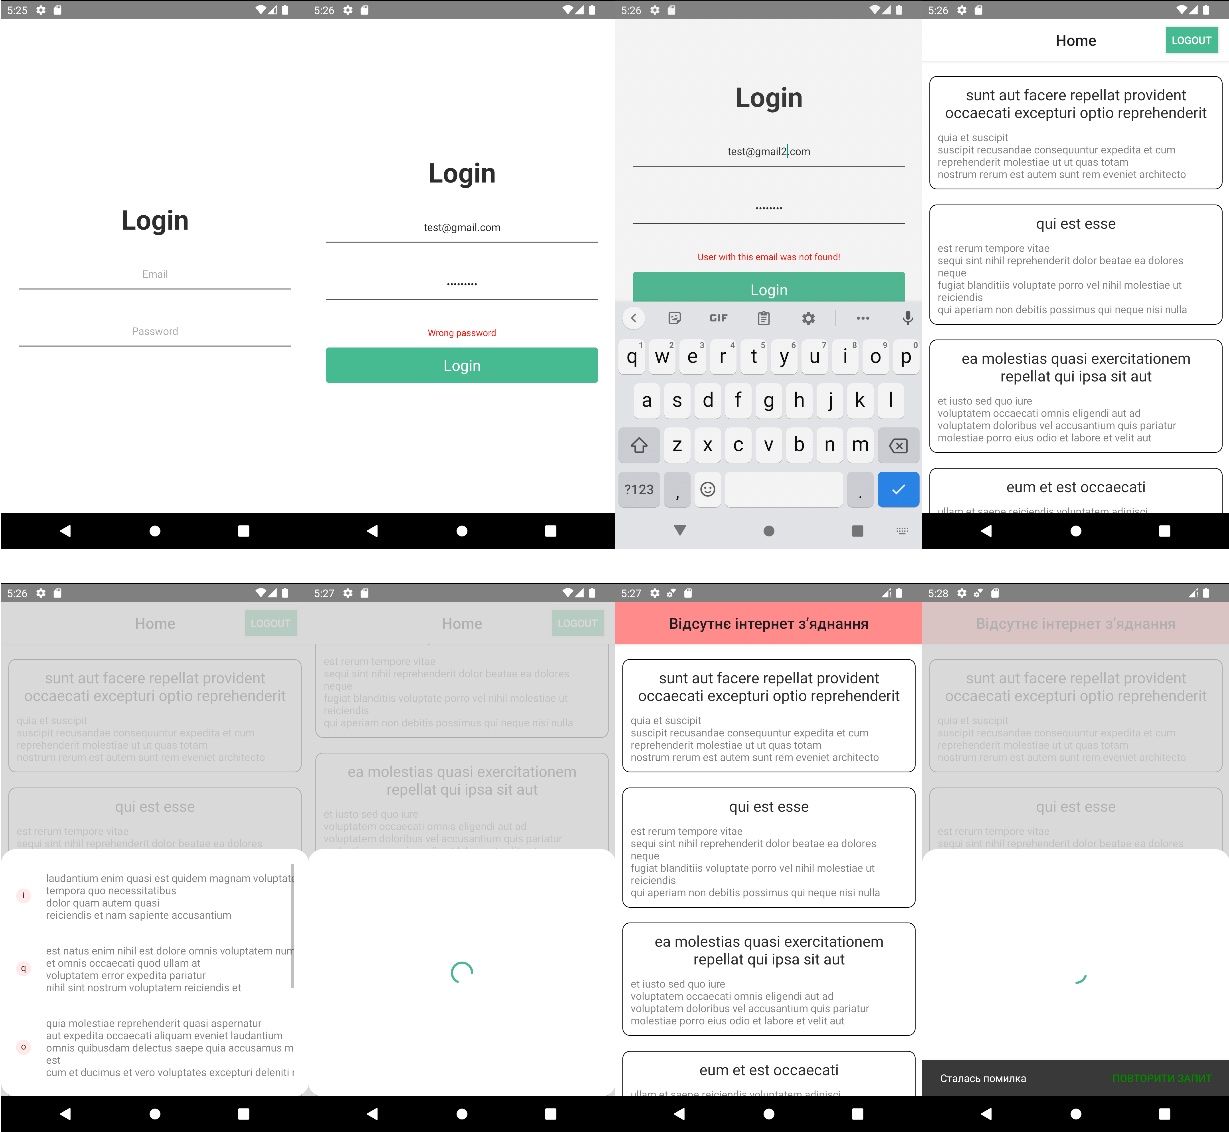 5:25
Login
Email
Password
5:26
Login
test@gmail.com
•••••••••
Wrong password
Login
5:26
Login
test@gmail2.com
••••••••
User with this email was not found!
Login
GIF
q1 w2 e3 r4 t5 y6 u7 i8 o9 p0
a s d f g h j k l
z x c v b n m
?123 , .
5:26
Home LOGOUT
sunt aut facere repellat provident
occaecati excepturi optio reprehenderit
quia et suscipit
suscipit recusandae consequuntur expedita et cum
reprehenderit molestiae ut ut quas totam
nostrum rerum est autem sunt rem eveniet architecto
qui est esse
est rerum tempore vitae
sequi sint nihil reprehenderit dolor beatae ea dolores
neque
fugiat blanditiis voluptate porro vel nihil molestiae ut
reiciendis
qui aperiam non debitis possimus qui neque nisi nulla
ea molestias quasi exercitationem
repellat qui ipsa sit aut
et iusto sed quo iure
voluptatem occaecati omnis eligendi aut ad
voluptatem doloribus vel accusantium quis pariatur
molestiae porro eius odio et labore et velit aut
eum et est occaecati
ullam et saepe reiciendis voluptatem adipisci
5:26
Home LOGOUT
sunt aut facere repellat provident
occaecati excepturi optio reprehenderit
quia et suscipit
suscipit recusandae consequuntur expedita et cum
reprehenderit molestiae ut ut quas totam
nostrum rerum est autem sunt rem eveniet architecto
qui est esse
est rerum tempore vitae
sequi sint nihil reprehenderit dolor beatae ea dolores
l
laudantium enim quasi est quidem magnam voluptate
tempora quo necessitatibus
dolor quam autem quasi
reiciendis et nam sapiente accusantium
q
est natus enim nihil est dolore omnis voluptatem num
et omnis occaecati quod ullam at
voluptatem error expedita pariatur
nihil sint nostrum voluptatem reiciendis et
o
quia molestiae reprehenderit quasi aspernatur
aut expedita occaecati aliquam eveniet laudantium
omnis quibusdam delectus saepe quia accusamus m
est
cum et ducimus et vero voluptates excepturi deleniti r
5:27
Home LOGOUT
est rerum tempore vitae
sequi sint nihil reprehenderit dolor beatae ea dolores
neque
fugiat blanditiis voluptate porro vel nihil molestiae ut
reiciendis
qui aperiam non debitis possimus qui neque nisi nulla
ea molestias quasi exercitationem
repellat qui ipsa sit aut
et iusto sed quo iure
voluptatem occaecati omnis eligendi aut ad
voluptatem doloribus vel accusantium quis pariatur
5:27
Відсутнє інтернет з'яднання
sunt aut facere repellat provident
occaecati excepturi optio reprehenderit
quia et suscipit
suscipit recusandae consequuntur expedita et cum
reprehenderit molestiae ut ut quas totam
nostrum rerum est autem sunt rem eveniet architecto
qui est esse
est rerum tempore vitae
sequi sint nihil reprehenderit dolor beatae ea dolores
neque
fugiat blanditiis voluptate porro vel nihil molestiae ut
reiciendis
qui aperiam non debitis possimus qui neque nisi nulla
ea molestias quasi exercitationem
repellat qui ipsa sit aut
et iusto sed quo iure
voluptatem occaecati omnis eligendi aut ad
voluptatem doloribus vel accusantium quis pariatur
molestiae porro eius odio et labore et velit aut
eum et est occaecati
ullam et saepe reiciendis voluptatem adipisci
5:28
Відсутнє інтернет з'яднання
sunt aut facere repellat provident
occaecati excepturi optio reprehenderit
quia et suscipit
suscipit recusandae consequuntur expedita et cum
reprehenderit molestiae ut ut quas totam
nostrum rerum est autem sunt rem eveniet architecto
qui est esse
est rerum tempore vitae
sequi sint nihil reprehenderit dolor beatae ea dolores
Сталась помилка ПОВТОРИТИ ЗАПИТ